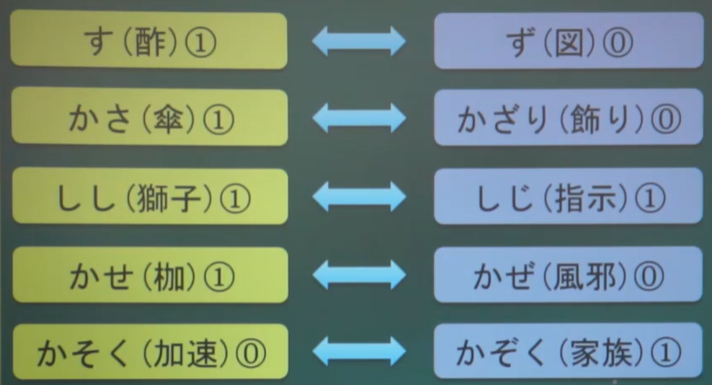 す(酢)① ず(図)⓪
かさ(傘)① かざり(飾り)⓪
しし(獅子)① しじ(指示)①
かせ(枷)① かぜ(風邪)⓪
かそく(加速)⓪ かぞく(家族)①